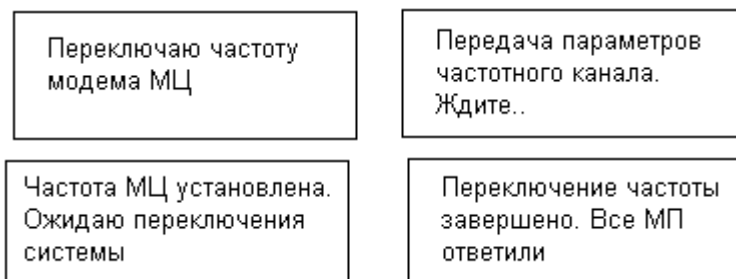 Переключаю частоту
модема МЦ
Передача параметров
частотного канала.
Ждите..
Частота МЦ установлена.
Ожидаю переключения
системы
Переключение частоты
завершено. Все МП
ответили